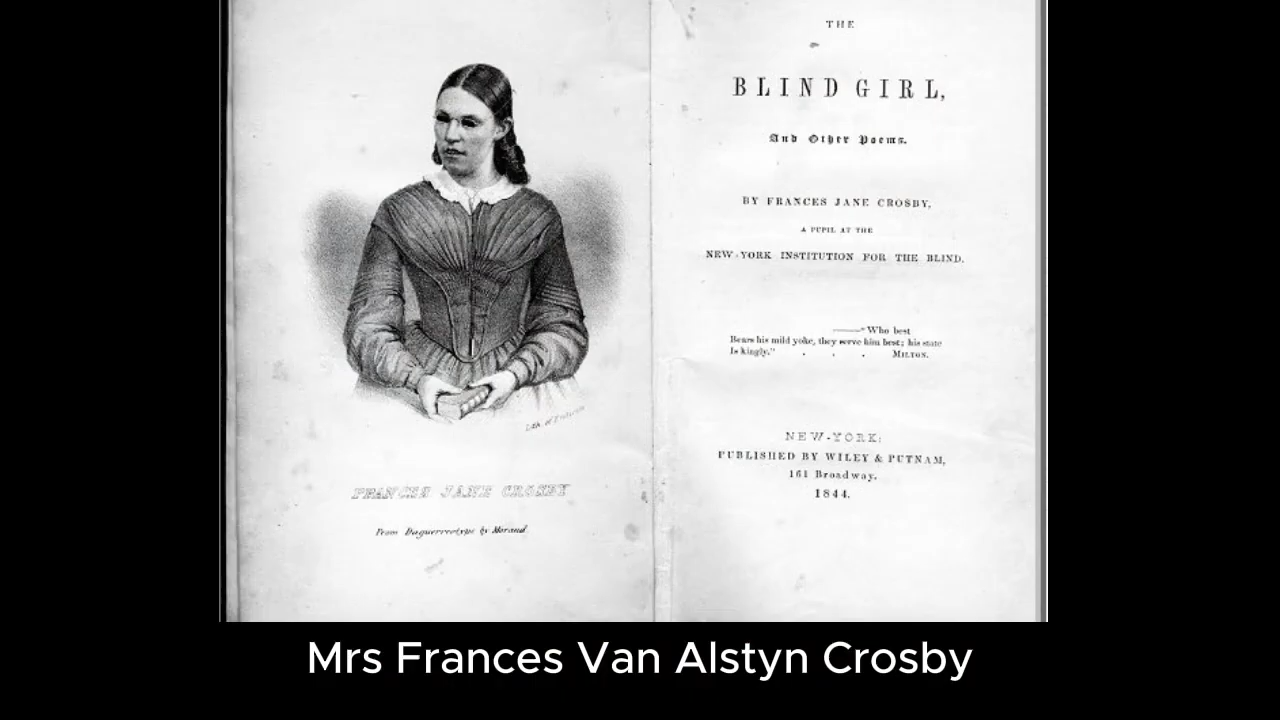 Lith. of
FRANCES JANE CROSBY
From Daguerreotype by Morand
THE
BLIND GIRL,
And Other Poems.
BY FRANCES JANE CROSBY,
A PUPIL AT THE
NEW-YORK INSTITUTION FOR THE BLIND.
——“Who best
Bears his mild yoke, they serve him best; his state
Is kingly.” . . . MILTON.
NEW-YORK:
PUBLISHED BY WILEY & PUTNAM,
161 Broadway.
1844.
Mrs Frances Van Alstyn Crosby